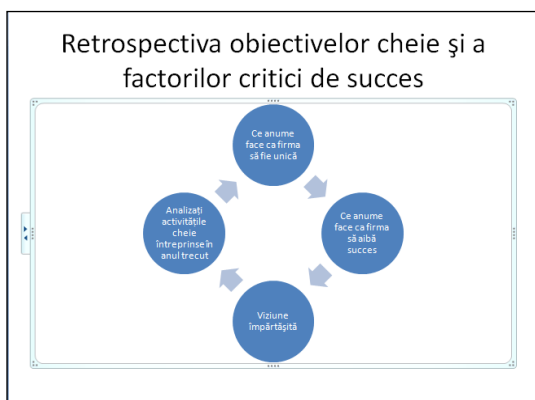 Retrospectiva obiectivelor cheie şi a
factorilor critici de succes
Ce anume
face ca firma
să fie unică
Ce anume
face ca firma
să aibă
succes
Viziune
împărtăşită
Analizaţi
activităţile
cheie
întreprinse în
anul trecut